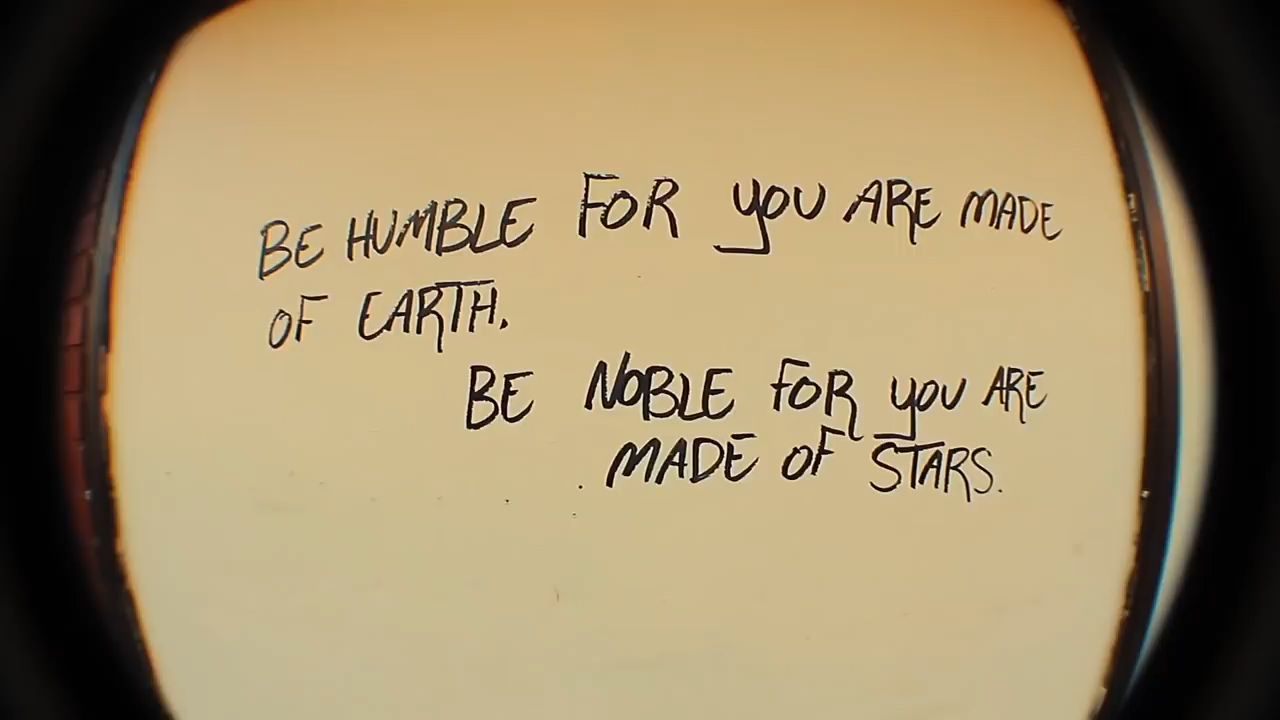 BE HUMBLE FOR YOU ARE MADE
OF EARTH.
BE NOBLE FOR YOU ARE
MADE OF STARS.